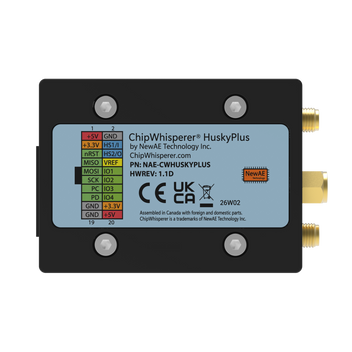 1 2
+5V GND
+3.3V HS1/I
nRST HS2/O
MISO VREF
MOSI IO1
SCK IO2
PC IO3
PD IO4
GND +3.3V
GND +5V
19 20
ChipWhisperer® HuskyPlus
by NewAE Technology Inc.
ChipWhisperer.com
PN: NAE-CWHUSKYPLUS
HWREV: 1.1D
NewAE
CE UK CA
26W02
Assembled in Canada with foreign and domestic parts.
ChipWhisperer is a trademarks of NewAE Tech Inc.